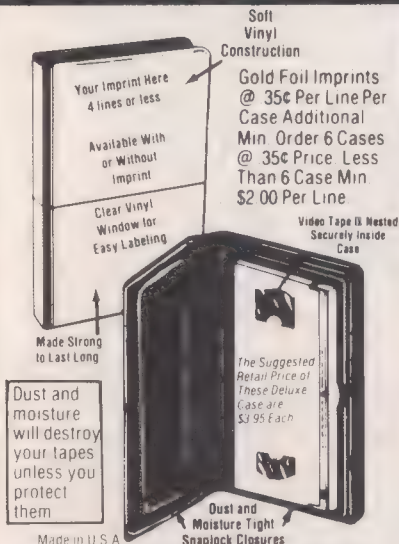 Soft
Vinyl
Construction
Your Imprint Here
4 lines or less
Available With
or Without
Imprint
Clear Vinyl
Window for
Easy Labeling
Made Strong
to Last Long
Gold Foil Imprints
@ 35¢ Per Line Per
Case Additional
Min. Order 6 Cases
@ 35¢ Price. Less
Than 6 Case Min.
$2.00 Per Line.
Video Tape Is Nested
Securely Inside
Case
The Suggested
Retail Price of
These Deluxe
Case are
$3.95 Each
Dust and
moisture
will destroy
your tapes
unless you
protect
them
Dust and
Moisture Tight
Snaplock Closures
Made in U.S.A.